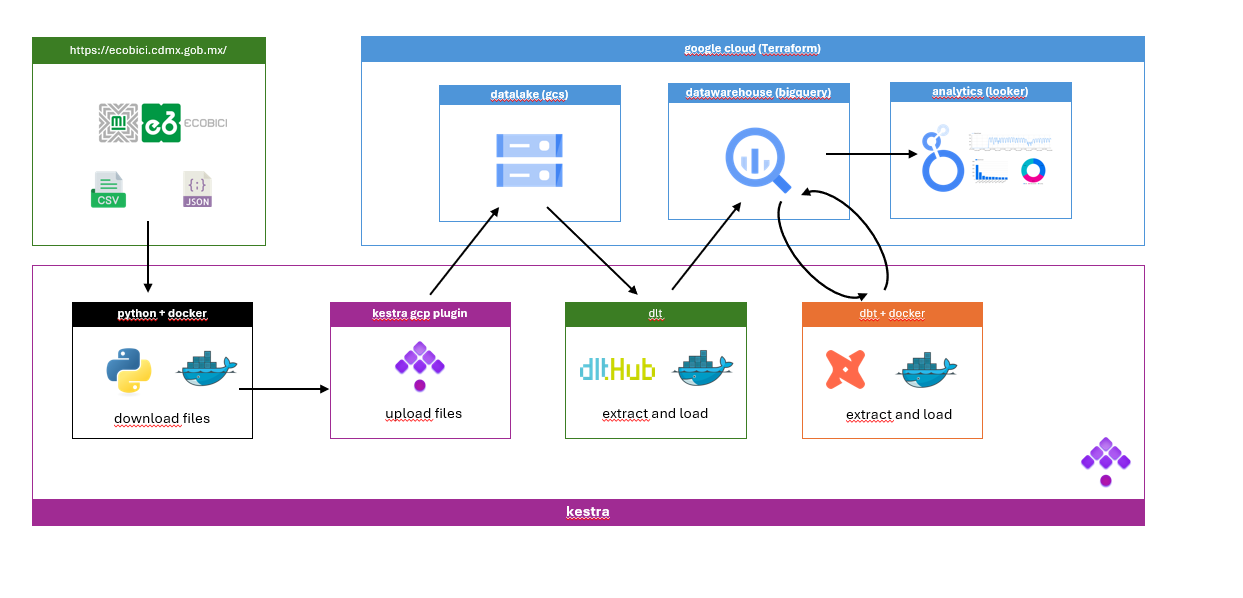 https://ecobici.cdmx.gob.mx/
google cloud (Terraform)
datalake (gcs)
datawarehouse (bigquery)
analytics (looker)
MI
ECOBICI
CSV
{;}
JSON
python + docker
kestra gcp plugin
dlt
dbt + docker
dltHub
download files
upload files
extract and load
extract and load
kestra